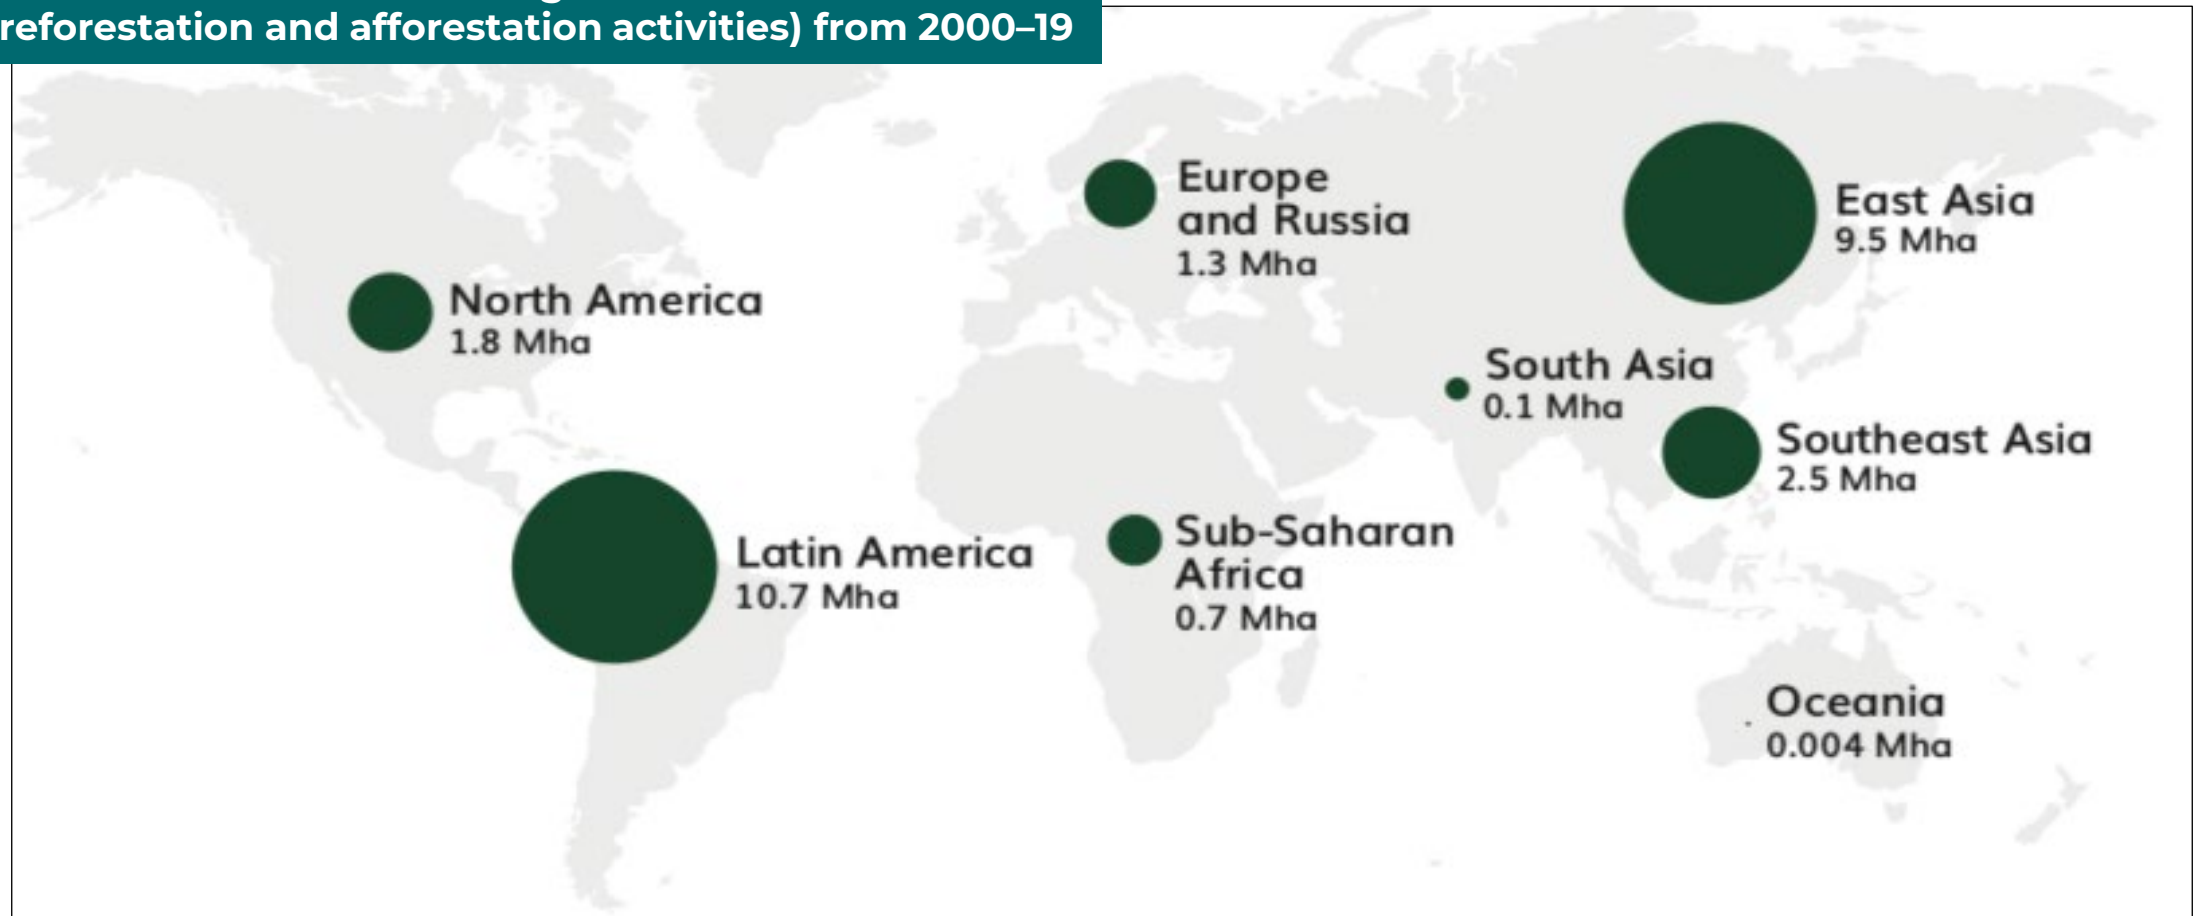 reforestation and afforestation activities) from 2000–19
Europe
and Russia
1.3 Mha
East Asia
9.5 Mha
North America
1.8 Mha
South Asia
0.1 Mha
Southeast Asia
2.5 Mha
Latin America
10.7 Mha
Sub-Saharan
Africa
0.7 Mha
Oceania
0.004 Mha